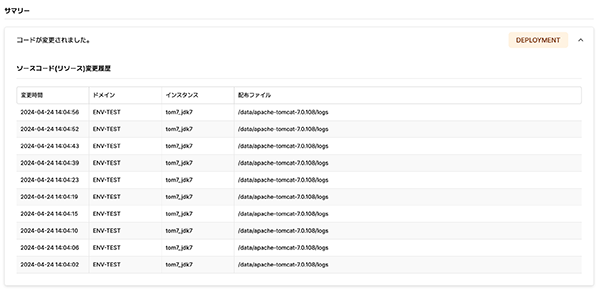 サマリー
コードが変更されました。 DEPLOYMENT
ソースコード(リソース)変更履歴
変更時間 ドメイン インスタンス 配布ファイル
2024-04-24 14:04:56 ENV-TEST tom7_jdk7 /data/apache-tomcat-7.0.108/logs
2024-04-24 14:04:52 ENV-TEST tom7_jdk7 /data/apache-tomcat-7.0.108/logs
2024-04-24 14:04:43 ENV-TEST tom7_jdk7 /data/apache-tomcat-7.0.108/logs
2024-04-24 14:04:39 ENV-TEST tom7_jdk7 /data/apache-tomcat-7.0.108/logs
2024-04-24 14:04:23 ENV-TEST tom7_jdk7 /data/apache-tomcat-7.0.108/logs
2024-04-24 14:04:19 ENV-TEST tom7_jdk7 /data/apache-tomcat-7.0.108/logs
2024-04-24 14:04:15 ENV-TEST tom7_jdk7 /data/apache-tomcat-7.0.108/logs
2024-04-24 14:04:10 ENV-TEST tom7_jdk7 /data/apache-tomcat-7.0.108/logs
2024-04-24 14:04:06 ENV-TEST tom7_jdk7 /data/apache-tomcat-7.0.108/logs
2024-04-24 14:04:02 ENV-TEST tom7_jdk7 /data/apache-tomcat-7.0.108/logs